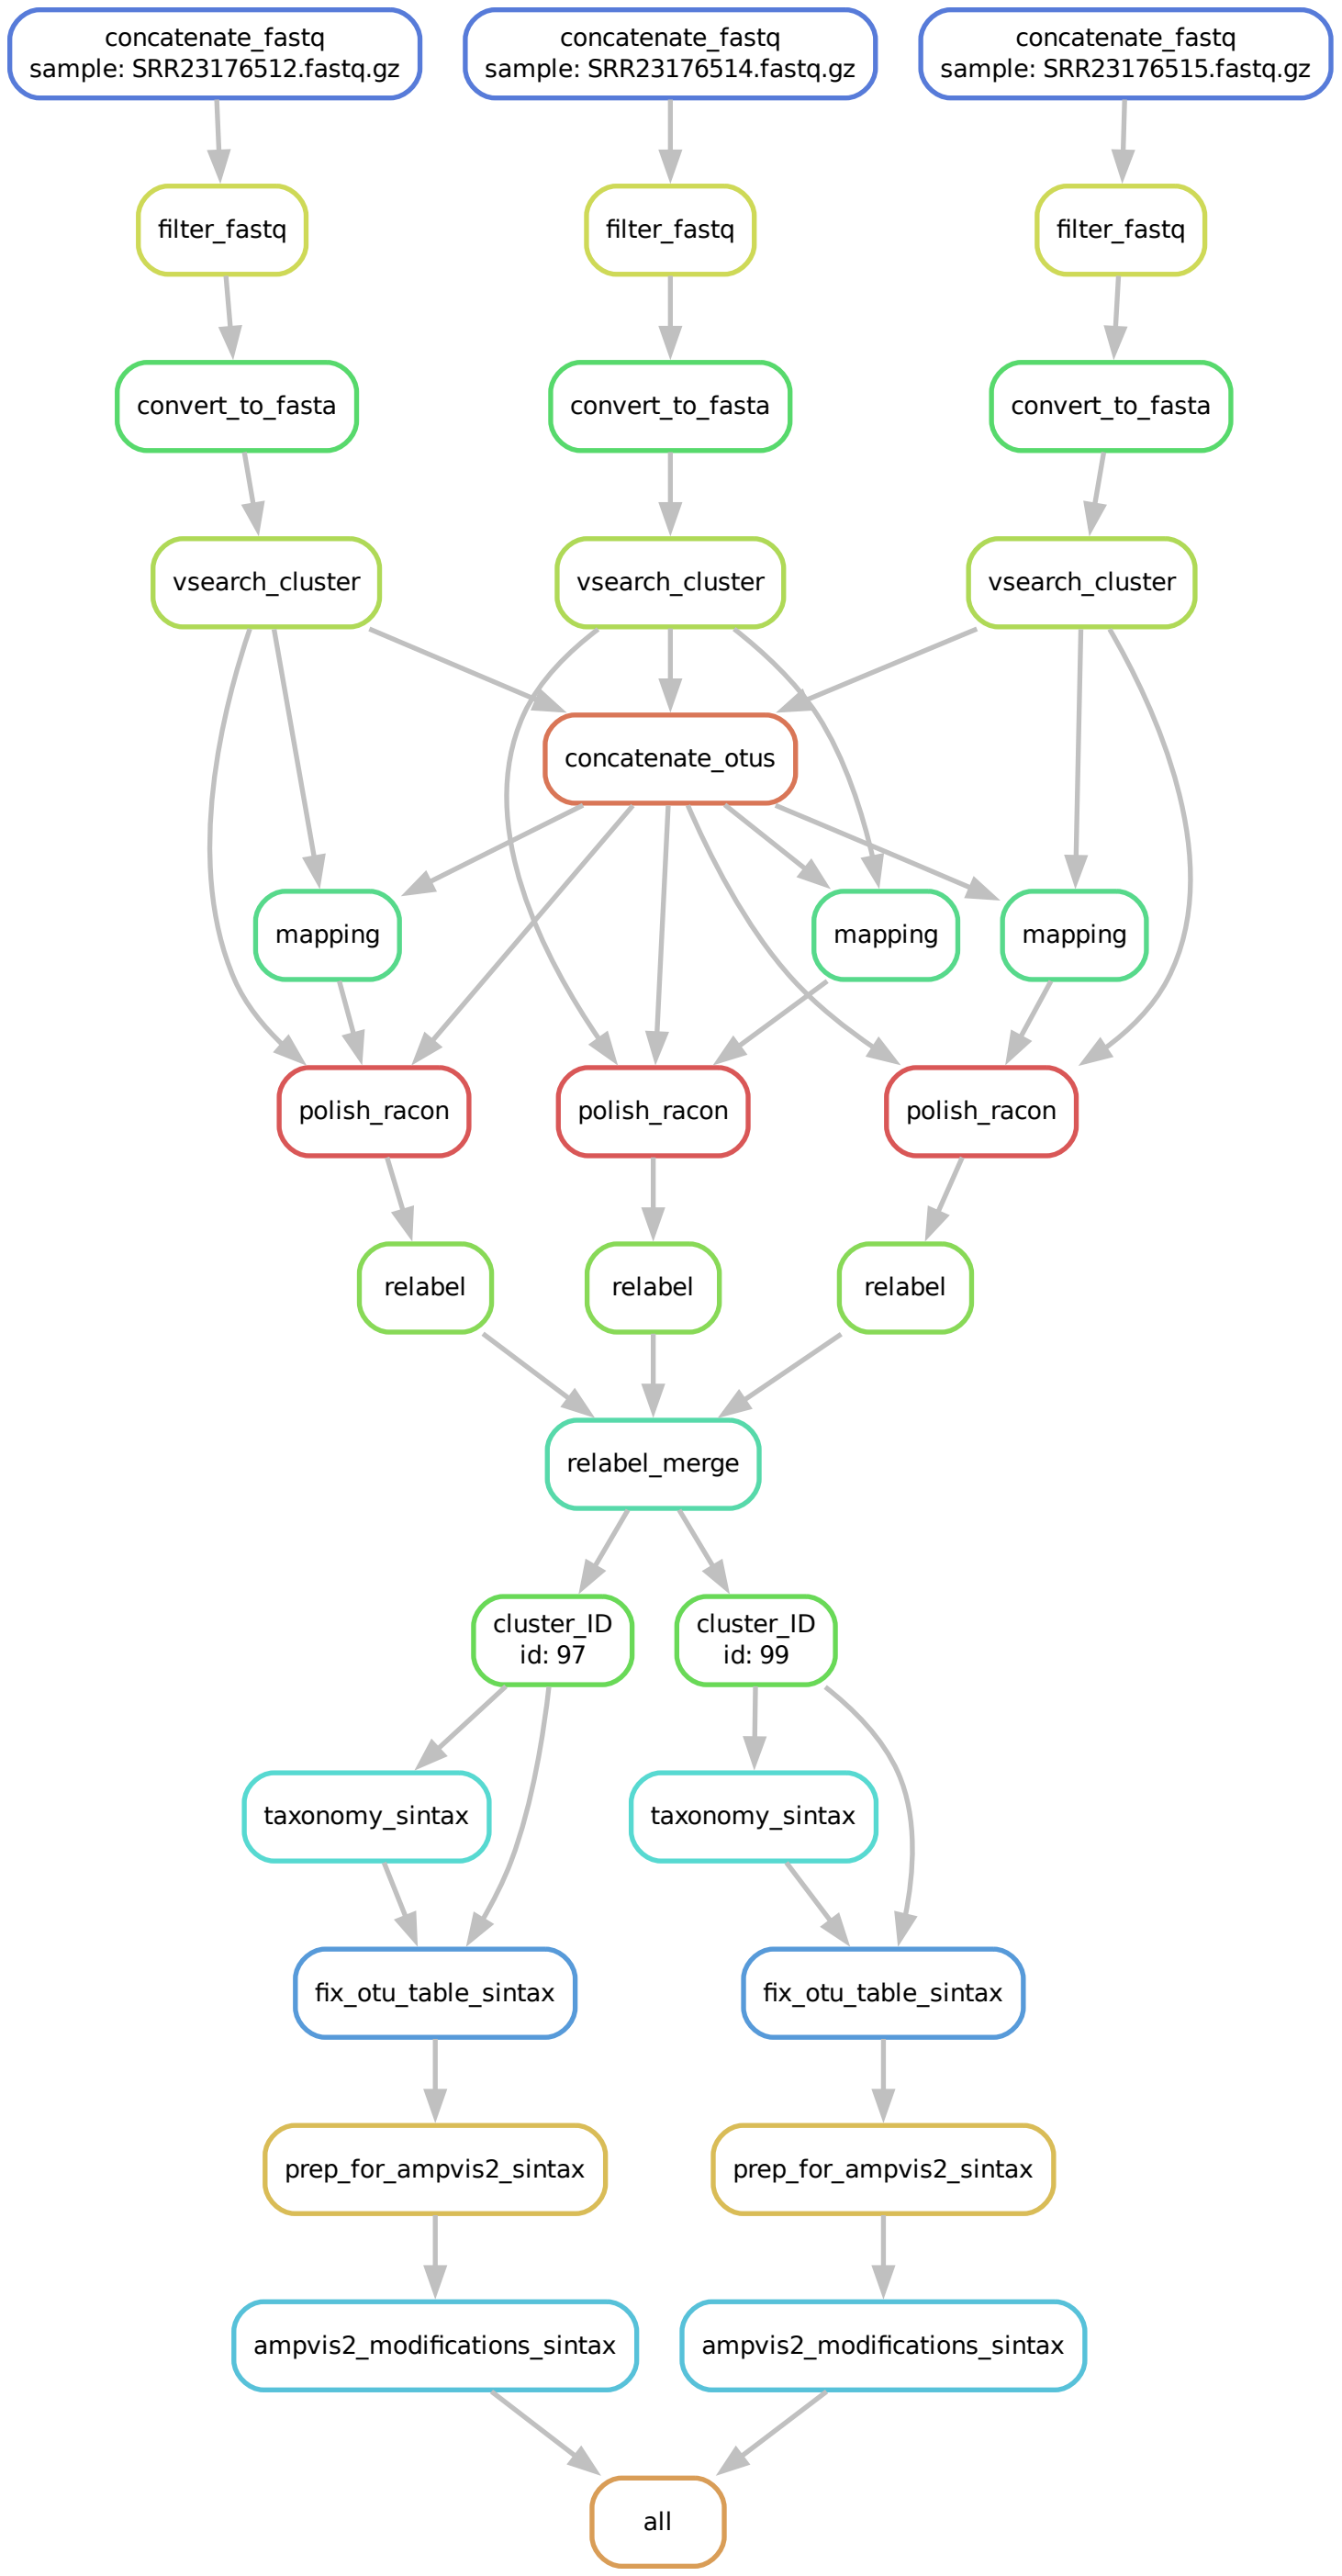 concatenate_fastq
sample: SRR23176512.fastq.gz
concatenate_fastq
sample: SRR23176514.fastq.gz
concatenate_fastq
sample: SRR23176515.fastq.gz
filter_fastq
filter_fastq
filter_fastq
convert_to_fasta
convert_to_fasta
convert_to_fasta
vsearch_cluster
vsearch_cluster
vsearch_cluster
concatenate_otus
mapping
mapping
mapping
polish_racon
polish_racon
polish_racon
relabel
relabel
relabel
relabel_merge
cluster_ID
id: 97
cluster_ID
id: 99
taxonomy_sintax
taxonomy_sintax
fix_otu_table_sintax
fix_otu_table_sintax
prep_for_ampvis2_sintax
prep_for_ampvis2_sintax
ampvis2_modifications_sintax
ampvis2_modifications_sintax
all